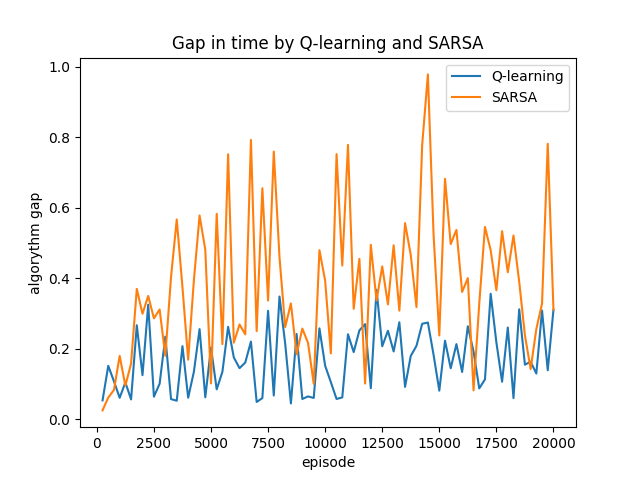 Gap in time by Q-learning and SARSA
Q-learning
SARSA
1.0
0.8
0.6
0.4
0.2
0.0
algorythm gap
0 2500 5000 7500 10000 12500 15000 17500 20000
episode